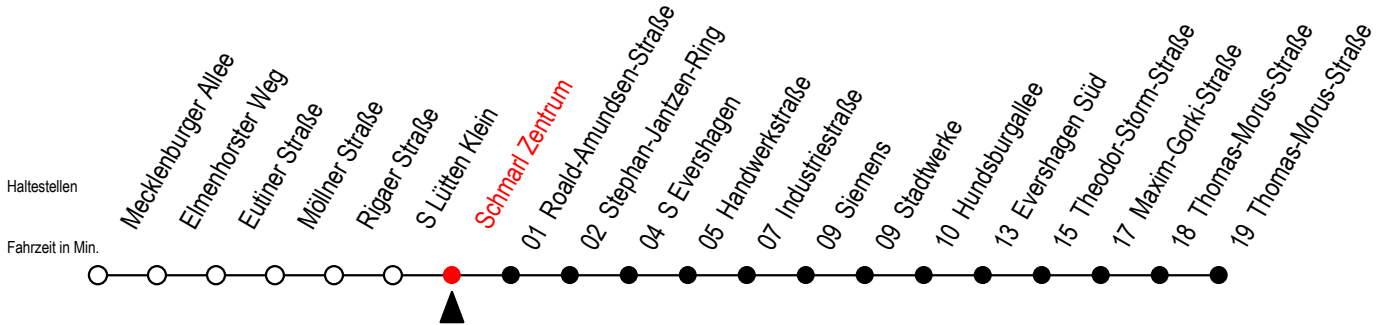 Haltestellen
Fahrzeit in Min.
Mecklenburger Allee
Elmenhorster Weg
Eutiner Straße
Möllner Straße
Rigaer Straße
S Lütten Klein
Schmarl Zentrum
01 Roald-Amundsen-Straße
02 Stephan-Jantzen-Ring
04 S Evershagen
05 Handwerkstraße
07 Industriestraße
09 Siemens
09 Stadtwerke
10 Hundsburgallee
13 Evershagen Süd
15 Theodor-Storm-Straße
17 Maxim-Gorki-Straße
18 Thomas-Morus-Straße
19 Thomas-Morus-Straße